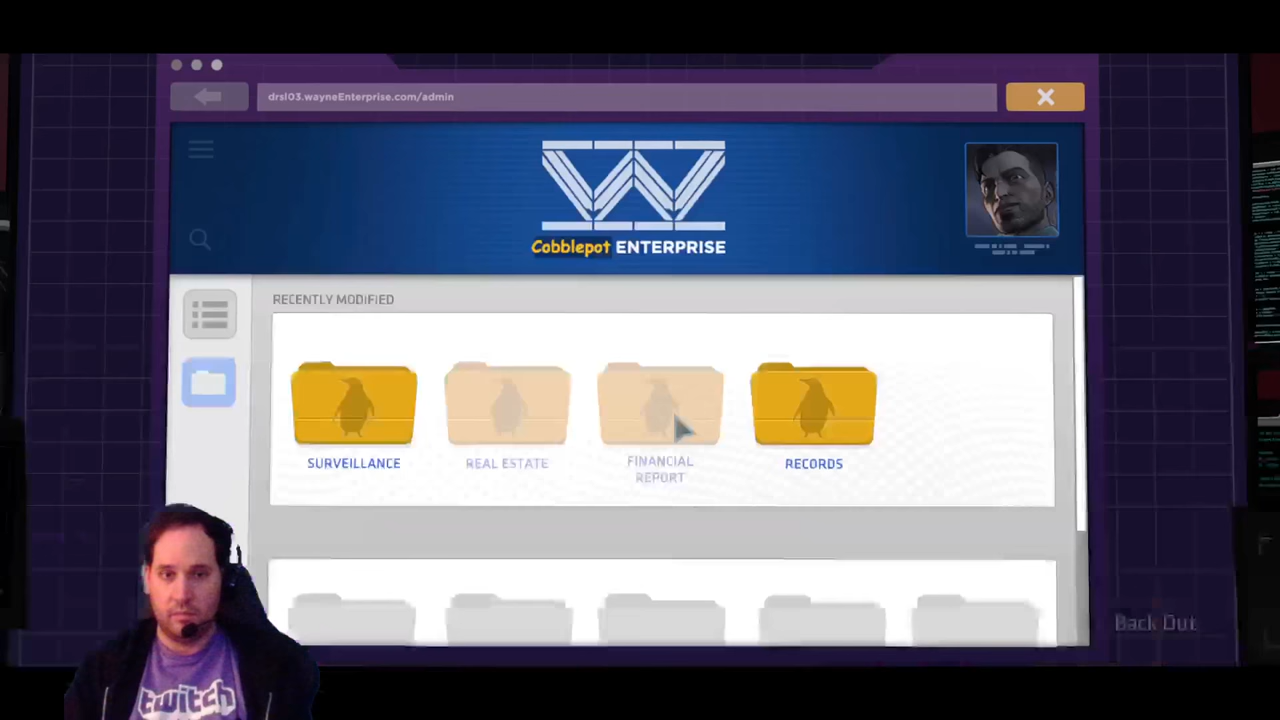 drsl03.wayneEnterprise.com/admin
Cobblepot ENTERPRISE
RECENTLY MODIFIED
SURVEILLANCE
REAL ESTATE
FINANCIAL
REPORT
RECORDS
Back Out
twitch